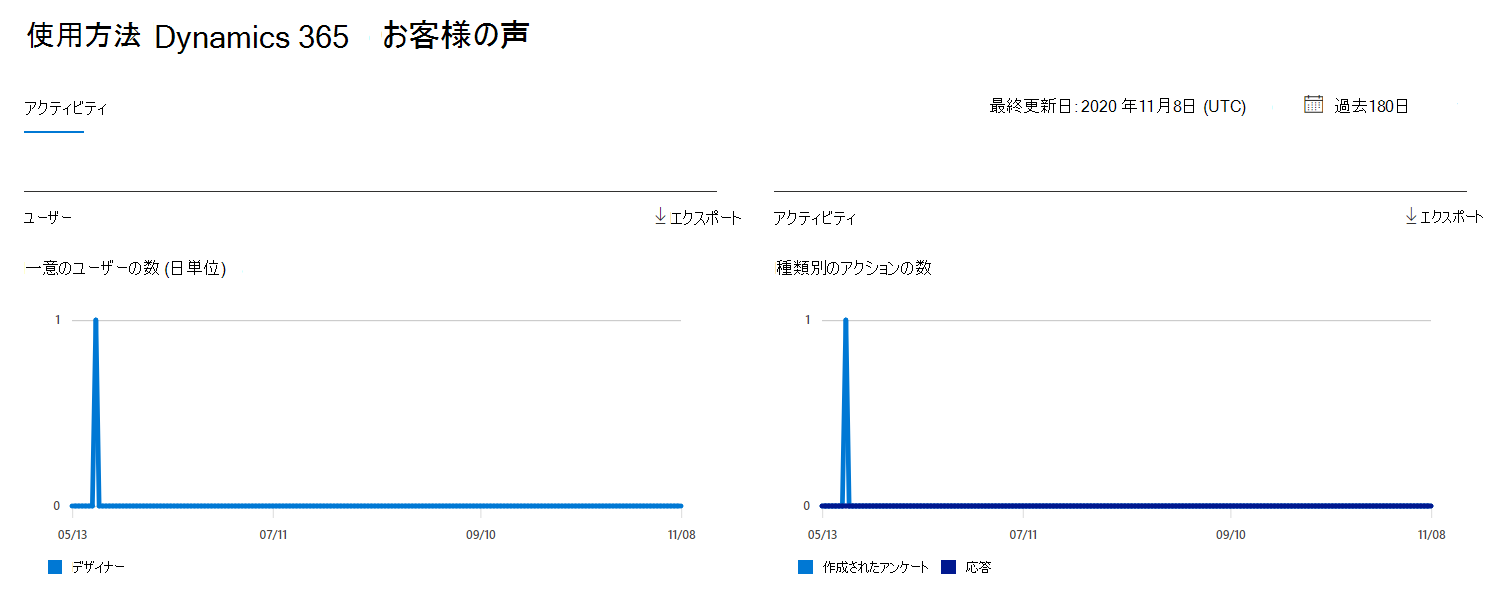 使用方法 Dynamics 365 お客様の声
アクティビティ
最終更新日: 2020 年11月8日 (UTC)
過去180日
ユーザー
エクスポート
一意のユーザーの数 (日単位)
1
0
05/13
07/11
09/10
11/08
デザイナー
アクティビティ
エクスポート
種類別のアクションの数
1
0
05/13
07/11
09/10
11/08
作成されたアンケート
応答